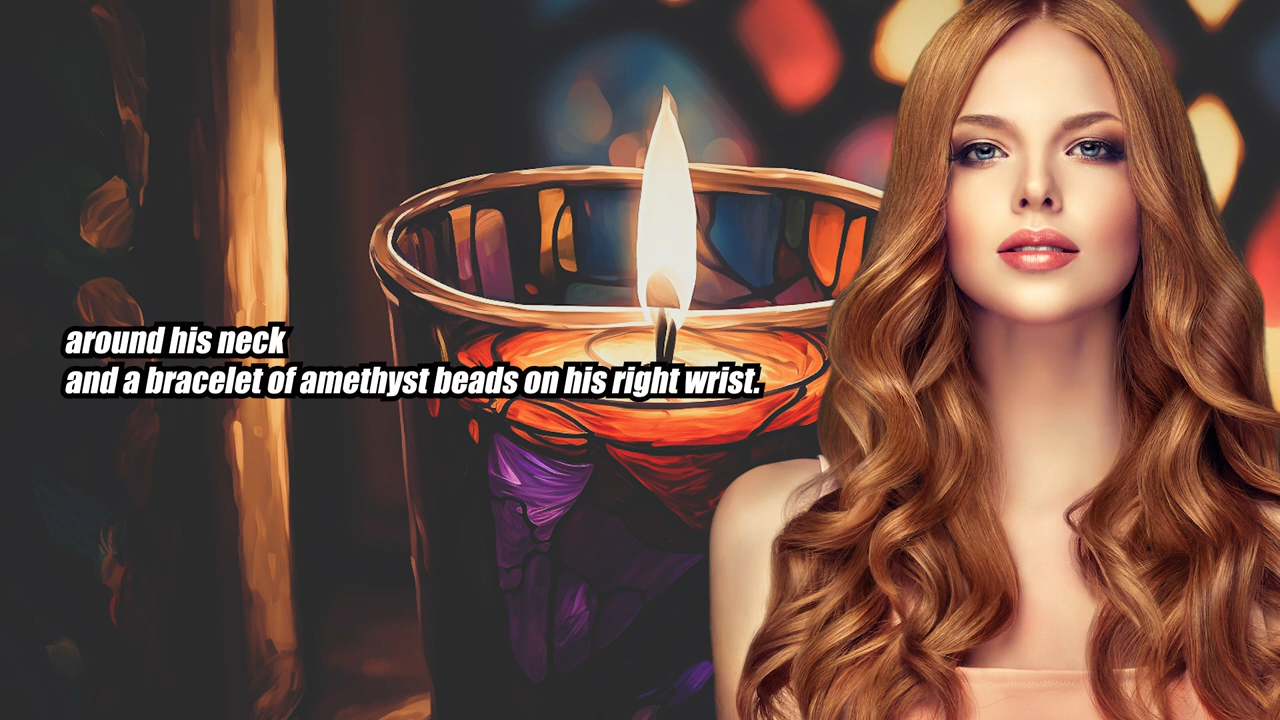 around his neck
and a bracelet of amethyst beads on his right wrist.